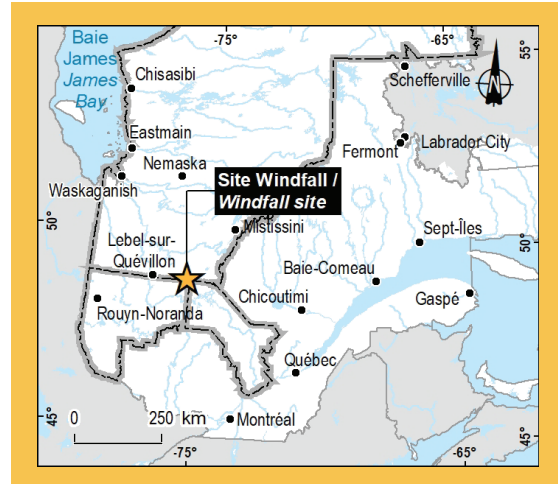 -75°
-65°
55°
Baie
James
James
Bay
Chisasibi
Schefferville
Eastmain
Nemaska
Fermont
Labrador City
Waskaganish
Site Windfall /
Windfall site
Mistissini
50°
50°
Sept-Îles
Lebel-sur-
Quévillon
Baie-Comeau
Chicoutimi
Gaspé
Rouyn-Noranda
Québec
45°
0
250 km
Montréal
45°
-75°
-65°